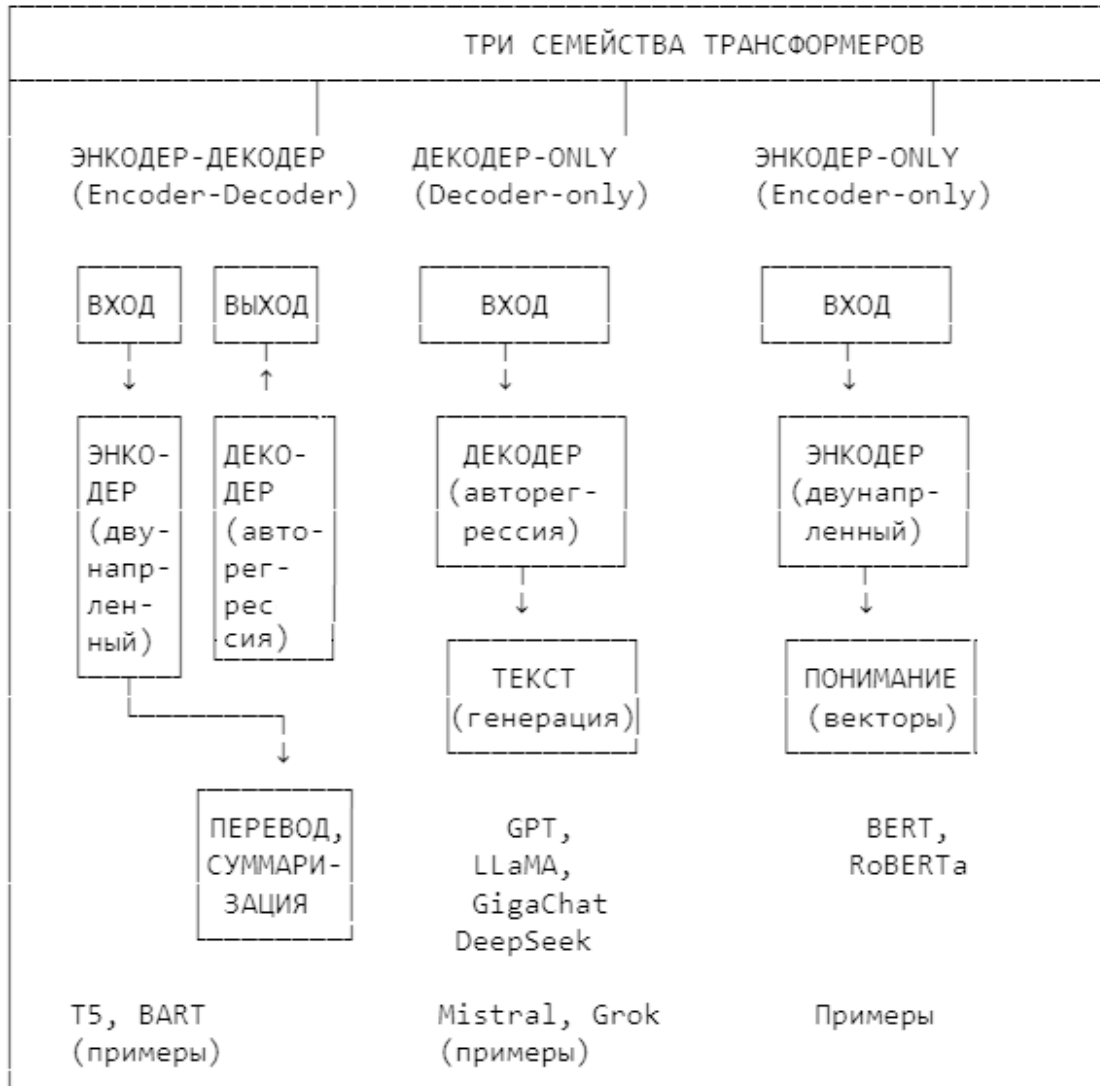 ТРИ СЕМЕЙСТВА ТРАНСФОРМЕРОВ
ЭНКОДЕР-ДЕКОДЕР
(Encoder-Decoder)
ДЕКОДЕР-ONLY
(Decoder-only)
ЭНКОДЕР-ONLY
(Encoder-only)
ВХОД
ВЫХОД
ВХОД
ВХОД
↓
↑
↓
↓
ЭНКО-
ДЕР
(дву-
напр-
лен-
ный)
ДЕКО-
ДЕР
(авто-
рег-
рес
сия)
ДЕКОДЕР
(авторег-
рессия)
ЭНКОДЕР
(двунапр-
ленный)
↓
↓
ТЕКСТ
(генерация)
ПОНИМАНИЕ
(векторы)
↓
ПЕРЕВОД,
СУММАРИ-
ЗАЦИЯ
GPT,
LLaMA,
GigaChat
DeepSeek
BERT,
RoBERTa
T5, BART
(примеры)
Mistral, Grok
(примеры)
Примеры